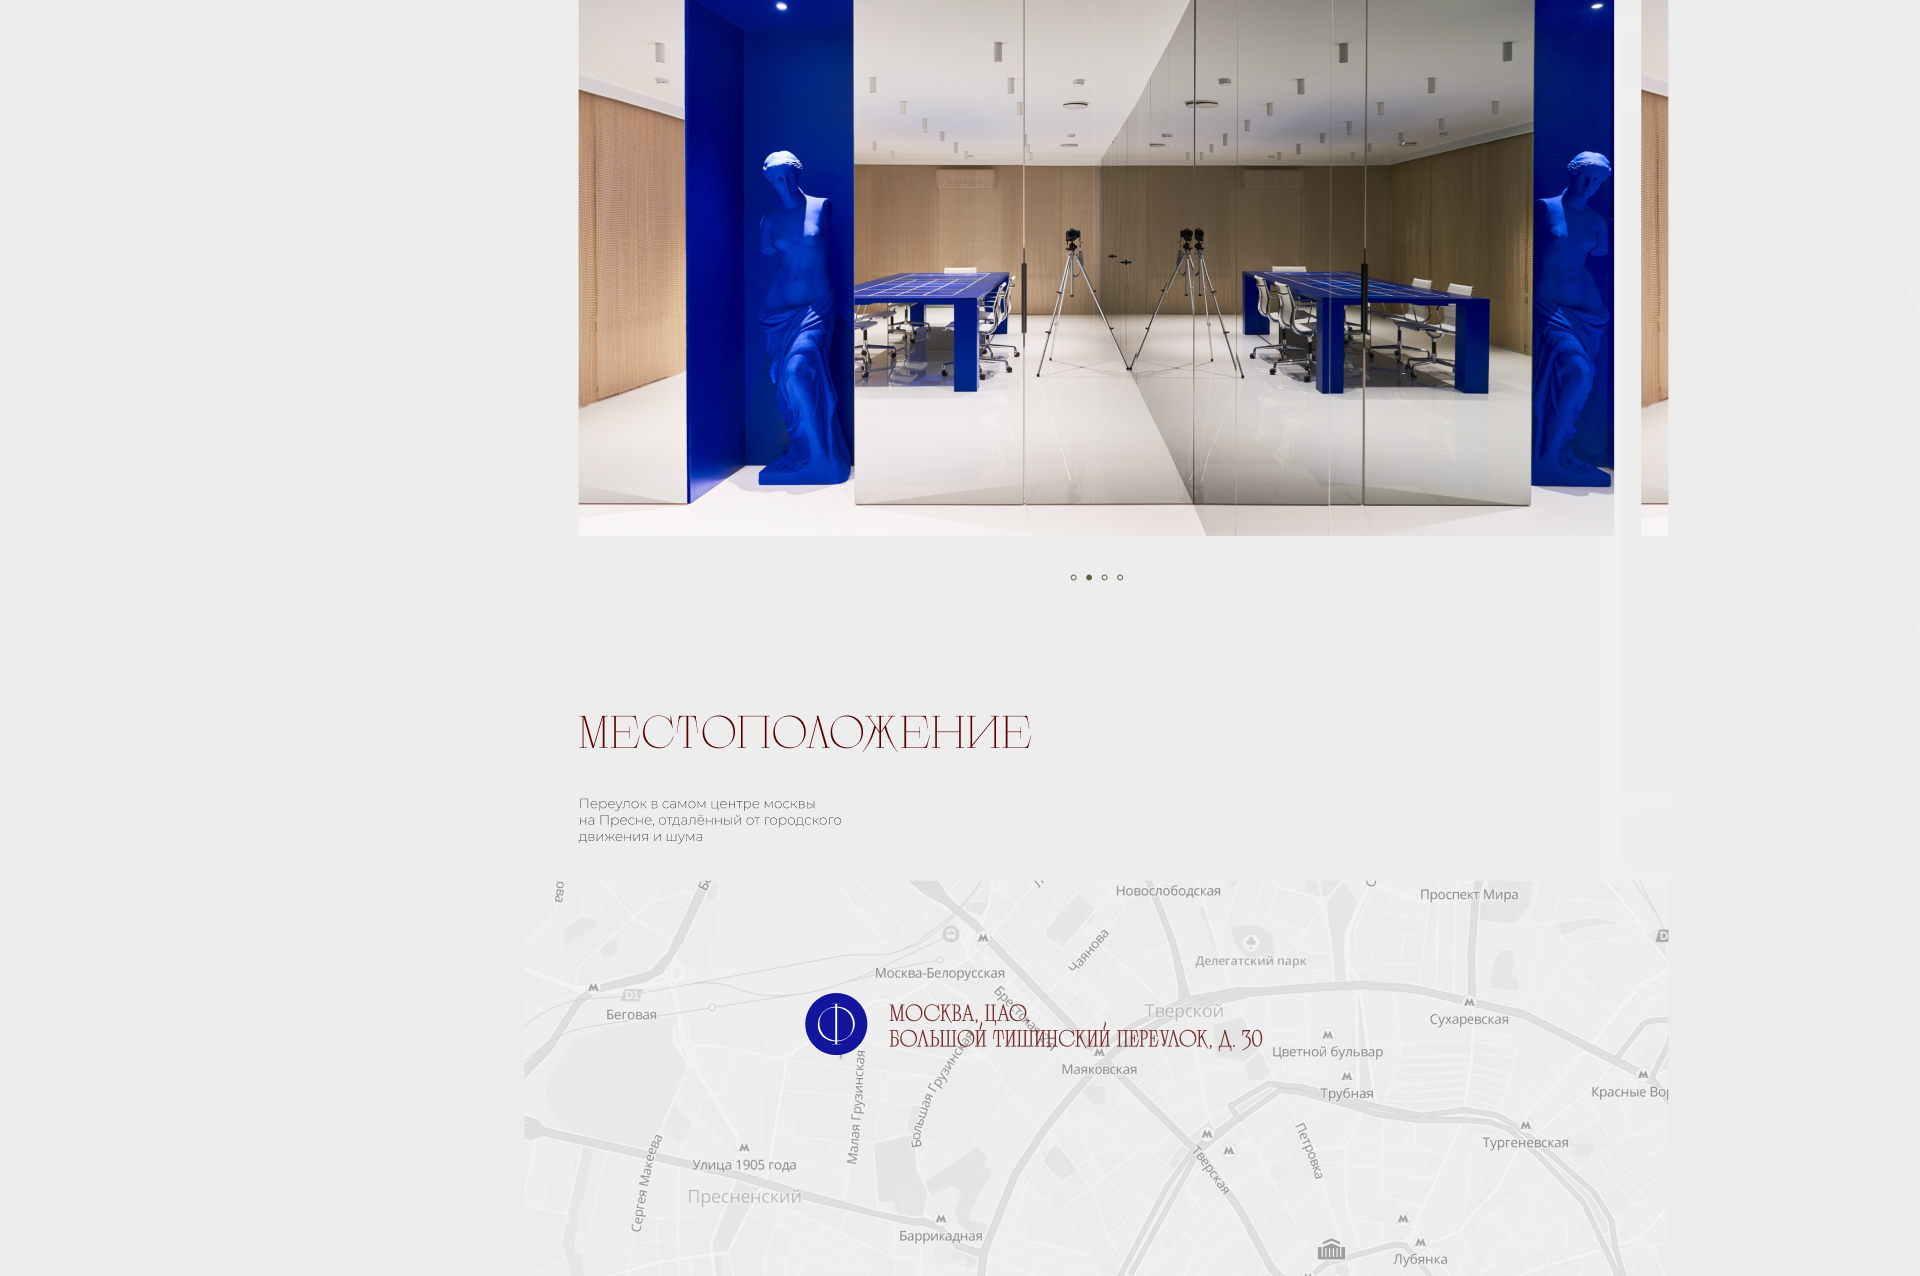 МЕСТОПОЛОЖЕНИЕ
Переулок в самом центре москвы
на Пресне, отдалённый от городского
движения и шума
Новослободская
Проспект Мира
Чаянова
Делегатский парк
Москва-Белорусская
D1
Беговая
Ф
МОСКВА, ЦАО,
БОЛЬШОЙ ТИШИНСКИЙ ПЕРЕУЛОК, Д. 30
Тверской
Сухаревская
Цветной бульвар
Маяковская
Трубная
Красные Вор
Малая Грузинская
Большая Грузинская
Тургеневская
Петровка
Тверская
Улица 1905 года
Сергея Макеева
Пресненский
Баррикадная
Лубянка